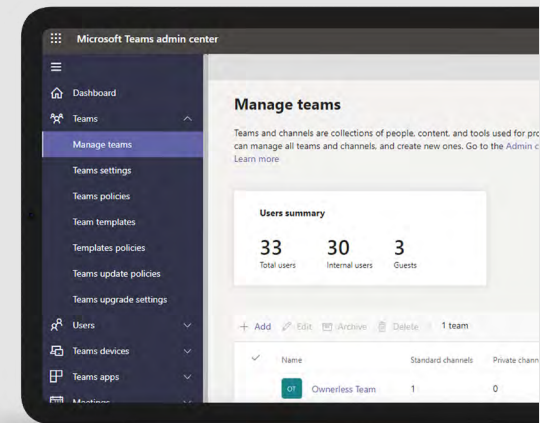 Microsoft Teams admin center
Dashboard
Teams
Manage teams
Teams settings
Teams policies
Team templates
Templates policies
Teams update policies
Teams upgrade settings
Users
Teams devices
Teams apps
Meetings
Manage teams
Teams and channels are collections of people, content, and tools used for pro
can manage all teams and channels, and create new ones. Go to the Admin c
Learn more
Users summary
33 30 3
Total users Internal users Guests
+ Add Edit Archive Delete 1 team
Name Standard channels Private chann
OT Ownerless Team 1 0